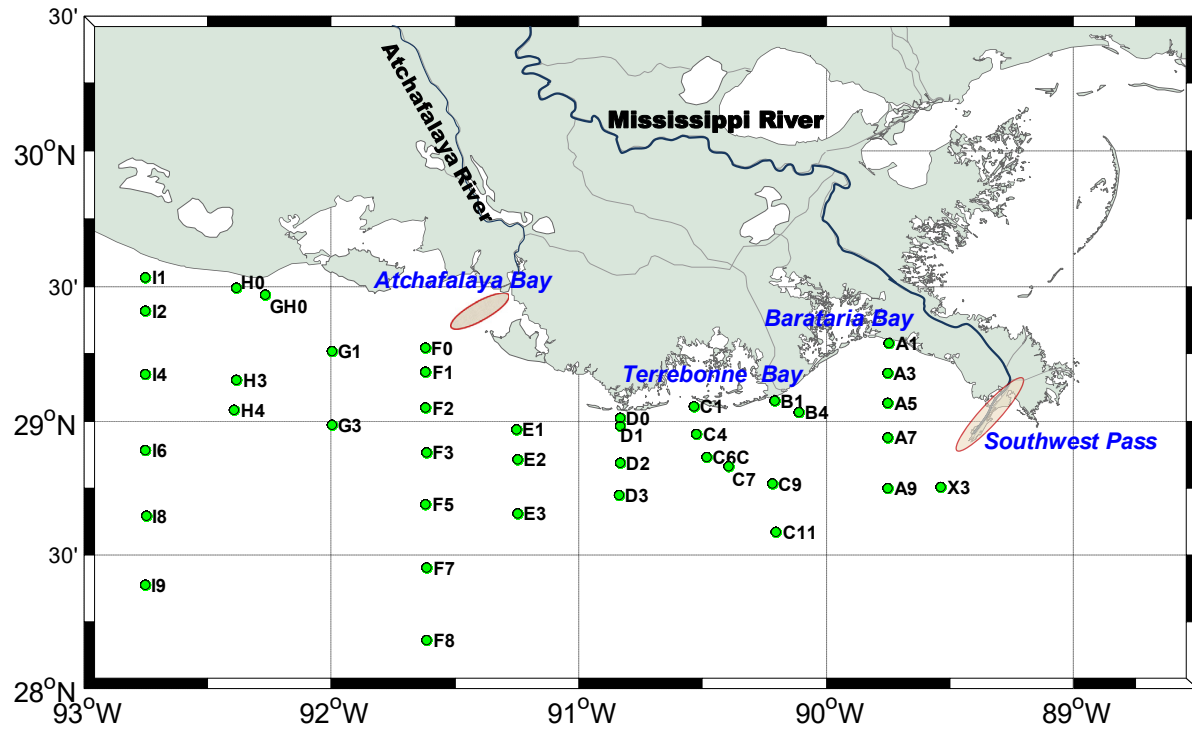 30'
Atchafalaya River
Mississippi River
30°N
Atchafalaya Bay
I1
H0
GH0
30'
I2
Barataria Bay
A1
G1
F0
Terrebonne Bay
I4
H3
F1
A3
H4
F2
C1
B1
B4
A5
29°N
G3
D0
D1
E1
C4
A7
Southwest Pass
I6
F3
E2
D2
C6C
C7
C9
A9
X3
I8
F5
E3
D3
C11
30'
I9
F7
F8
28°N
93°W
92°W
91°W
90°W
89°W